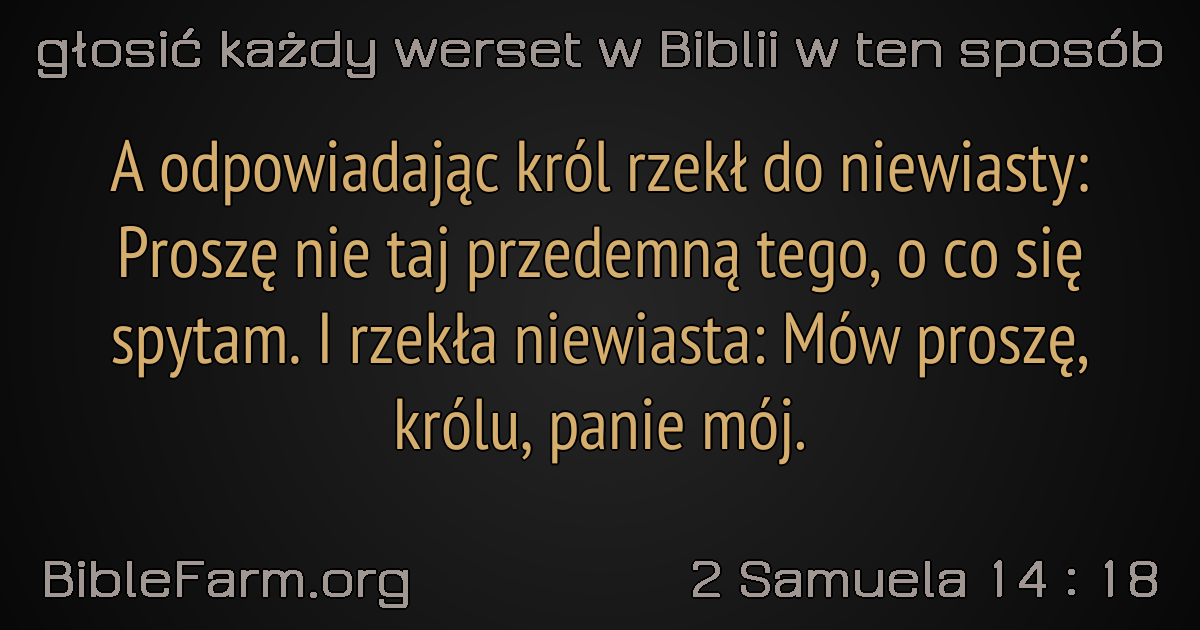 głosić każdy werset w Biblii w ten sposób
A odpowiadając król rzekł do niewiasty:
Proszę nie taj przedemną tego, o co się
spytam. I rzekła niewiasta: Mów proszę,
królu, panie mój.
BibleFarm.org
2 Samuela 14 : 18